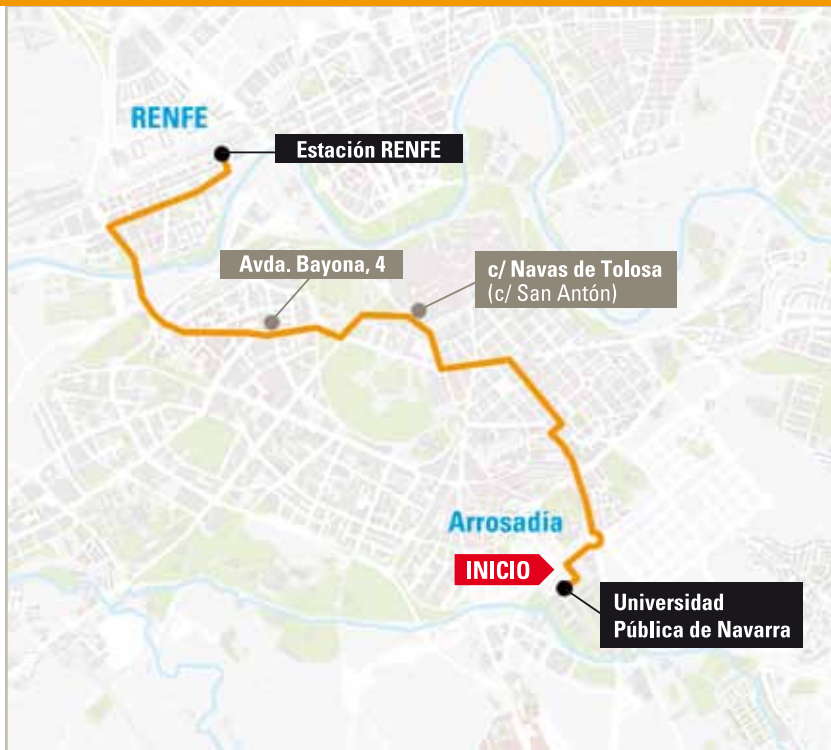 RENFE
Estación RENFE
Avda. Bayona, 4
c/ Navas de Tolosa
(c/ San Antón)
Arrosadía
INICIO
Universidad
Pública de Navarra